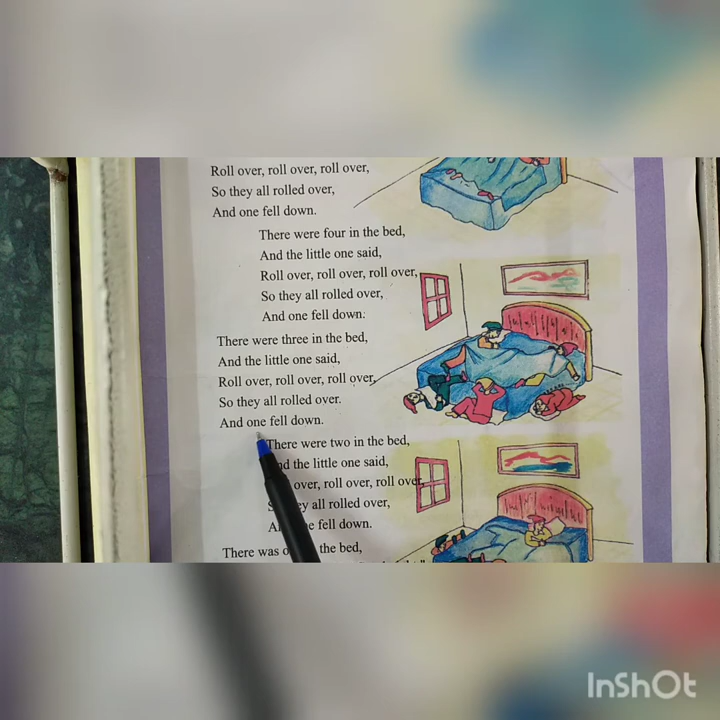 Roll over, roll over, roll over,
So they all rolled over,
And one fell down.
There were four in the bed,
And the little one said,
Roll over, roll over, roll over,
So they all rolled over,
And one fell down.
There were three in the bed,
And the little one said,
Roll over, roll over, roll over,
So they all rolled over.
And one fell down.
There were two in the bed,
the little one said,
over, roll over, roll over,
all rolled over,
fell down.
There was the bed,
InShOt